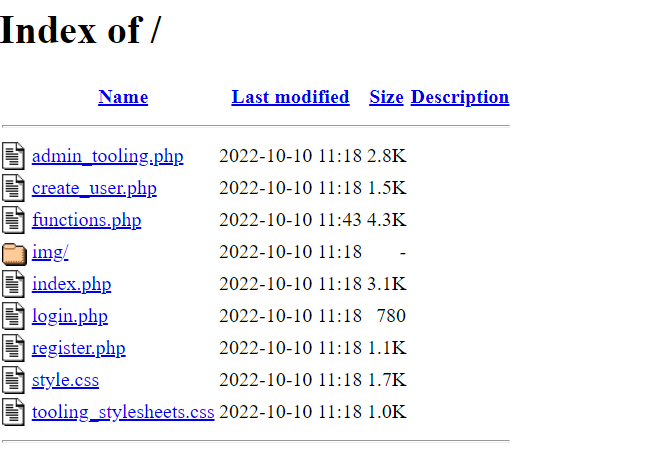 Index of /
Name Last modified Size Description
admin_tooling.php 2022-10-10 11:18 2.8K
create_user.php 2022-10-10 11:18 1.5K
functions.php 2022-10-10 11:43 4.3K
img/ 2022-10-10 11:18 -
index.php 2022-10-10 11:18 3.1K
login.php 2022-10-10 11:18 780
register.php 2022-10-10 11:18 1.1K
style.css 2022-10-10 11:18 1.7K
tooling_stylesheets.css 2022-10-10 11:18 1.0K